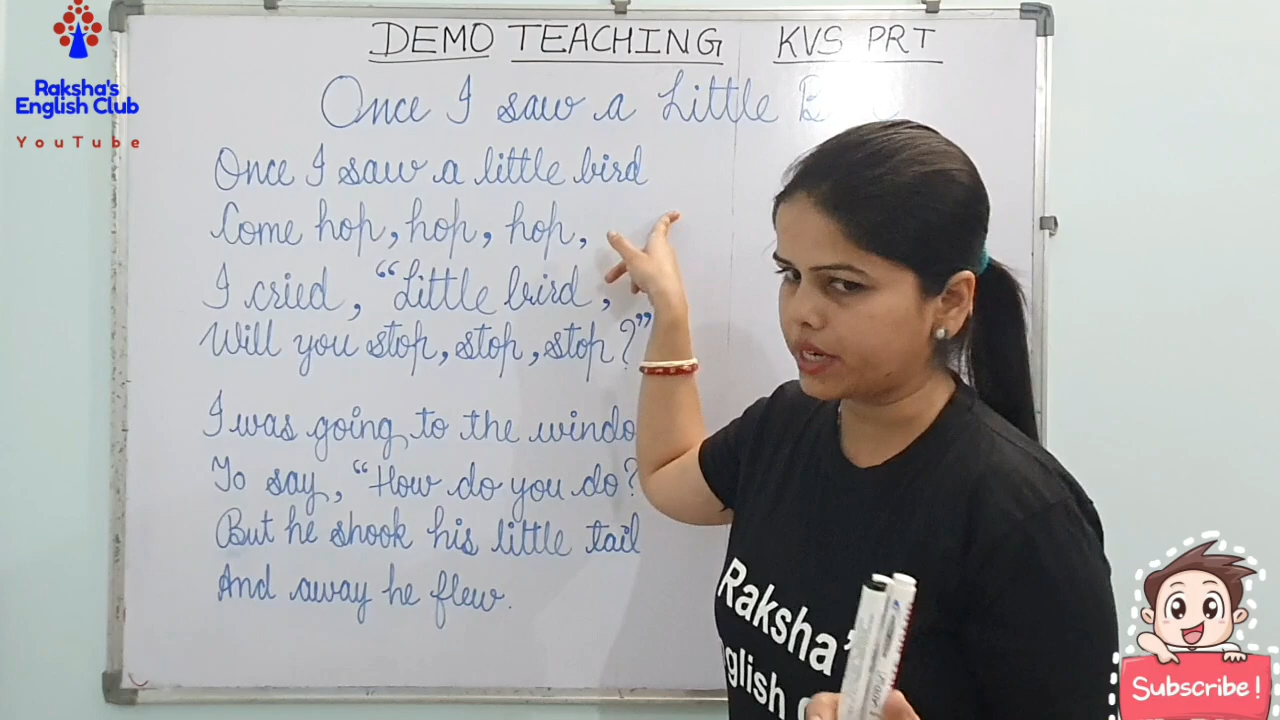 DEMO TEACHING KVS PRT
Raksha's
English Club
YouTube
Once I saw a Little
Once I saw a little bird
Come hop, hop, hop,
I cried, “Little bird,
Will you stop, stop, stop?”
I was going to the windo
To say, “How do you do?
But he shook his little tail
And away he flew.
Raksha's
nglish C
Subscribe!